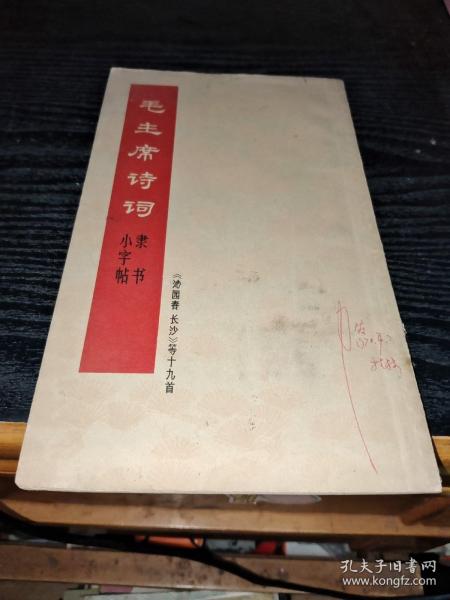 毛主席诗词
隶书
小字帖
《沁园春 长沙》等十九首
孔夫子旧书网
www.kongfz.com